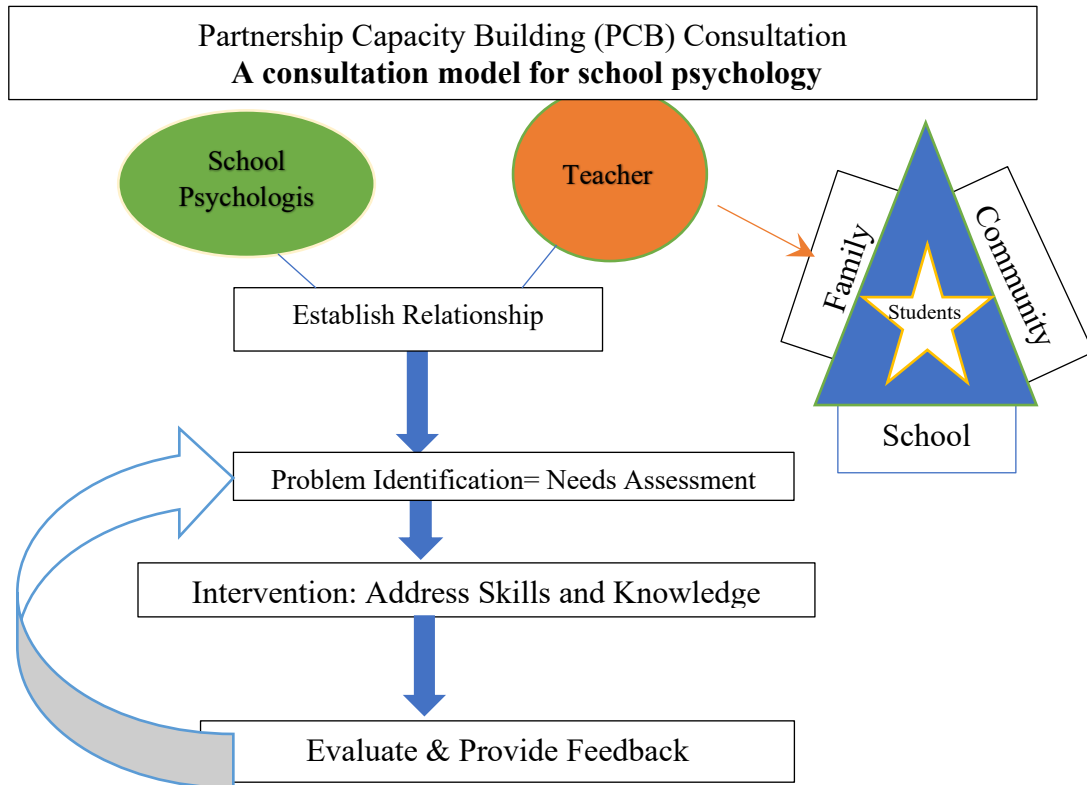 Partnership Capacity Building (PCB) Consultation
A consultation model for school psychology
School
Psychologis
Teacher
Family
Community
Students
School
Establish Relationship
Problem Identification= Needs Assessment
Intervention: Address Skills and Knowledge
Evaluate & Provide Feedback